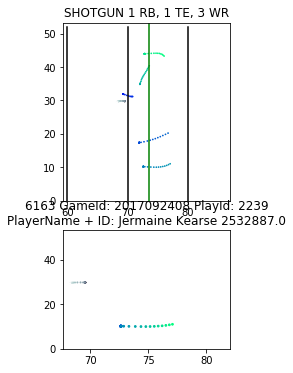 SHOTGUN 1 RB, 1 TE, 3 WR
50
40
30
20
10
0
60 70 80
6163 GameId: 2017092408 PlayId: 2239
PlayerName + ID: Jermaine Kearse 2532887.0
40
20
0
70 75 80